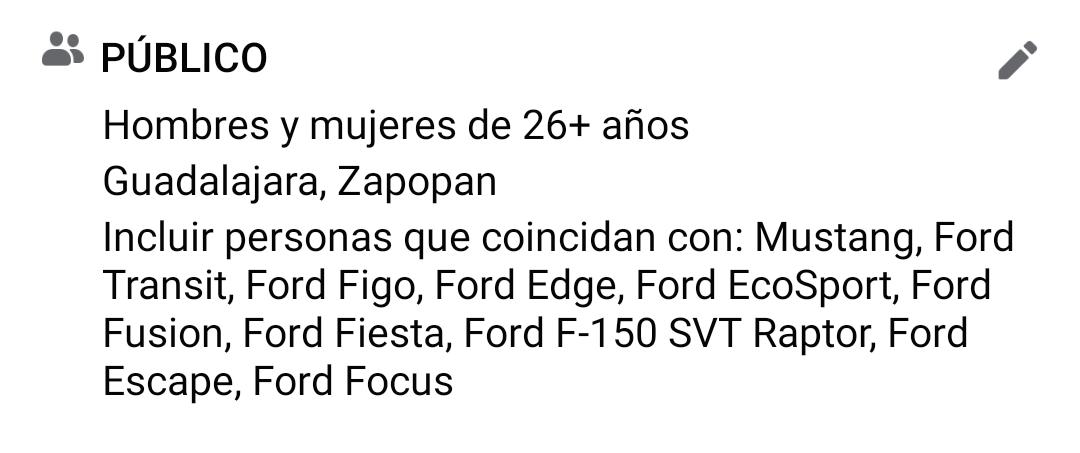 PÚBLICO
Hombres y mujeres de 26+ años
Guadalajara, Zapopan
Incluir personas que coincidan con: Mustang, Ford
Transit, Ford Figo, Ford Edge, Ford EcoSport, Ford
Fusion, Ford Fiesta, Ford F-150 SVT Raptor, Ford
Escape, Ford Focus